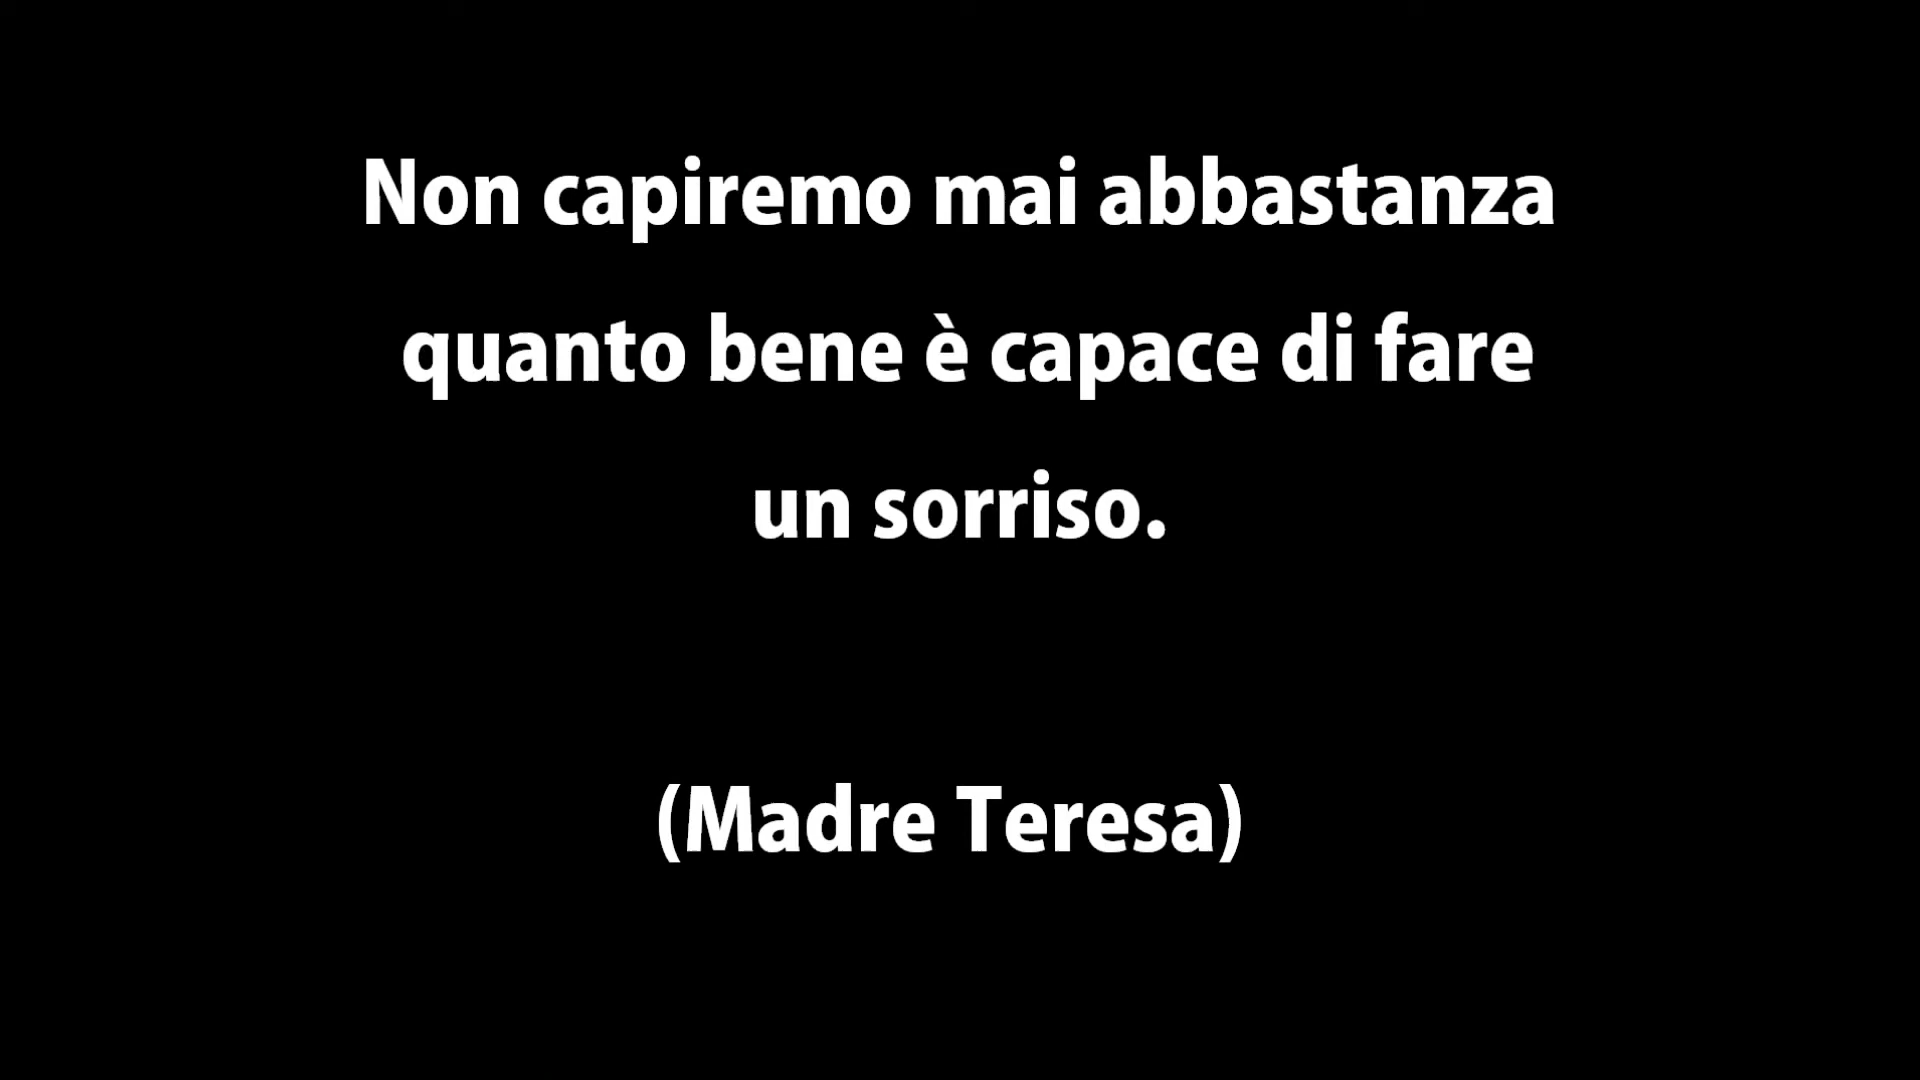 Non capiremo mai abbastanza
quanto bene è capace di fare
un sorriso.
(Madre Teresa)